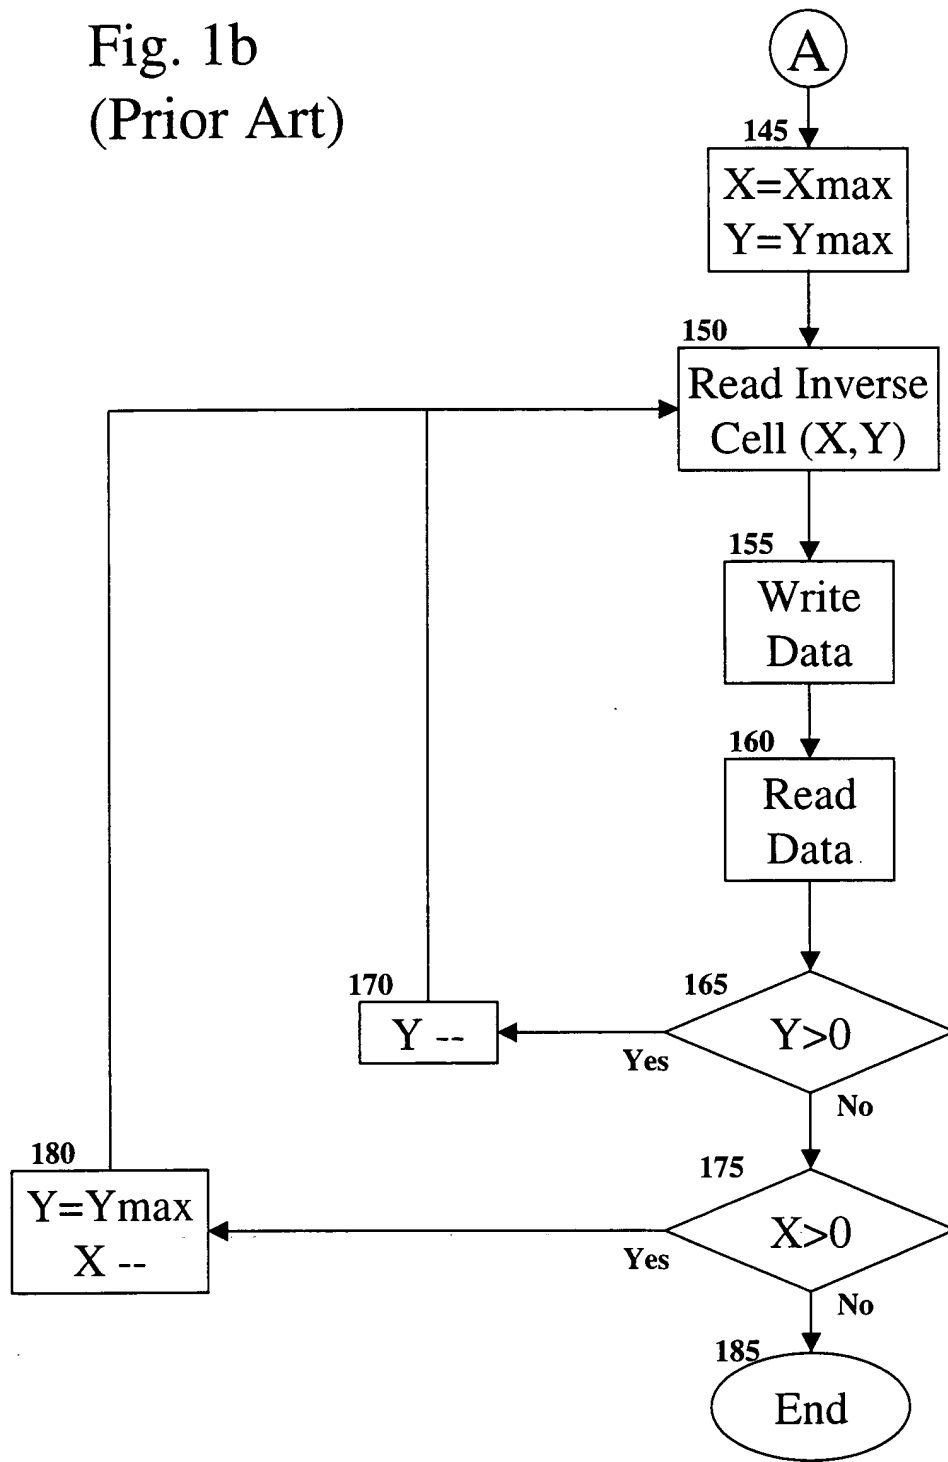 Fig. 1b
(Prior Art)
A
145
X=Xmax
Y=Ymax
150
Read Inverse
Cell (X,Y)
155
Write
Data
160
Read
Data
165
Y>0
Yes
No
170
Y --
175
X>0
Yes
No
180
Y=Ymax
X --
185
End